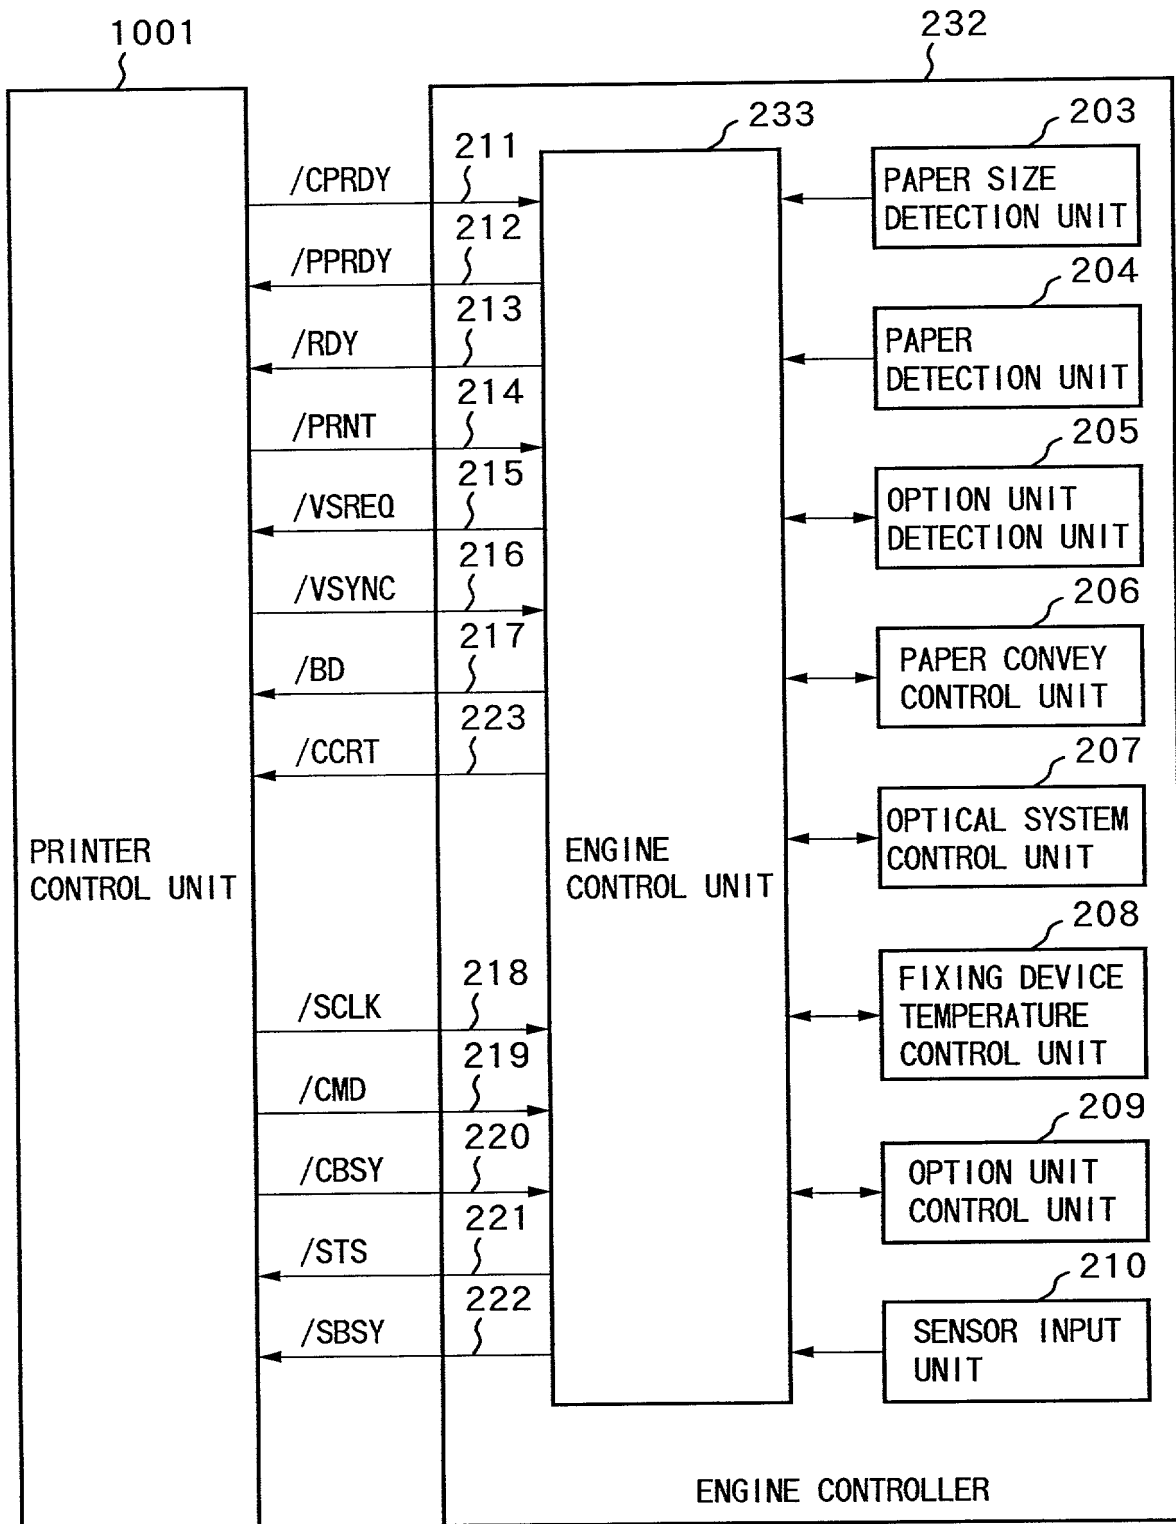 1001
232
233
203
PAPER SIZE
DETECTION UNIT
/CPRDY
211
/PPRDY
212
204
PAPER
DETECTION UNIT
/RDY
213
/PRNT
214
205
OPTION UNIT
DETECTION UNIT
/VSREQ
215
/VSYNC
216
206
PAPER CONVEY
CONTROL UNIT
/BD
217
/CCRT
223
207
OPTICAL SYSTEM
CONTROL UNIT
PRINTER
CONTROL UNIT
ENGINE
CONTROL UNIT
208
FIXING DEVICE
TEMPERATURE
CONTROL UNIT
/SCLK
218
/CMD
219
209
OPTION UNIT
CONTROL UNIT
/CBSY
220
/STS
221
210
SENSOR INPUT
UNIT
/SBSY
222
ENGINE CONTROLLER